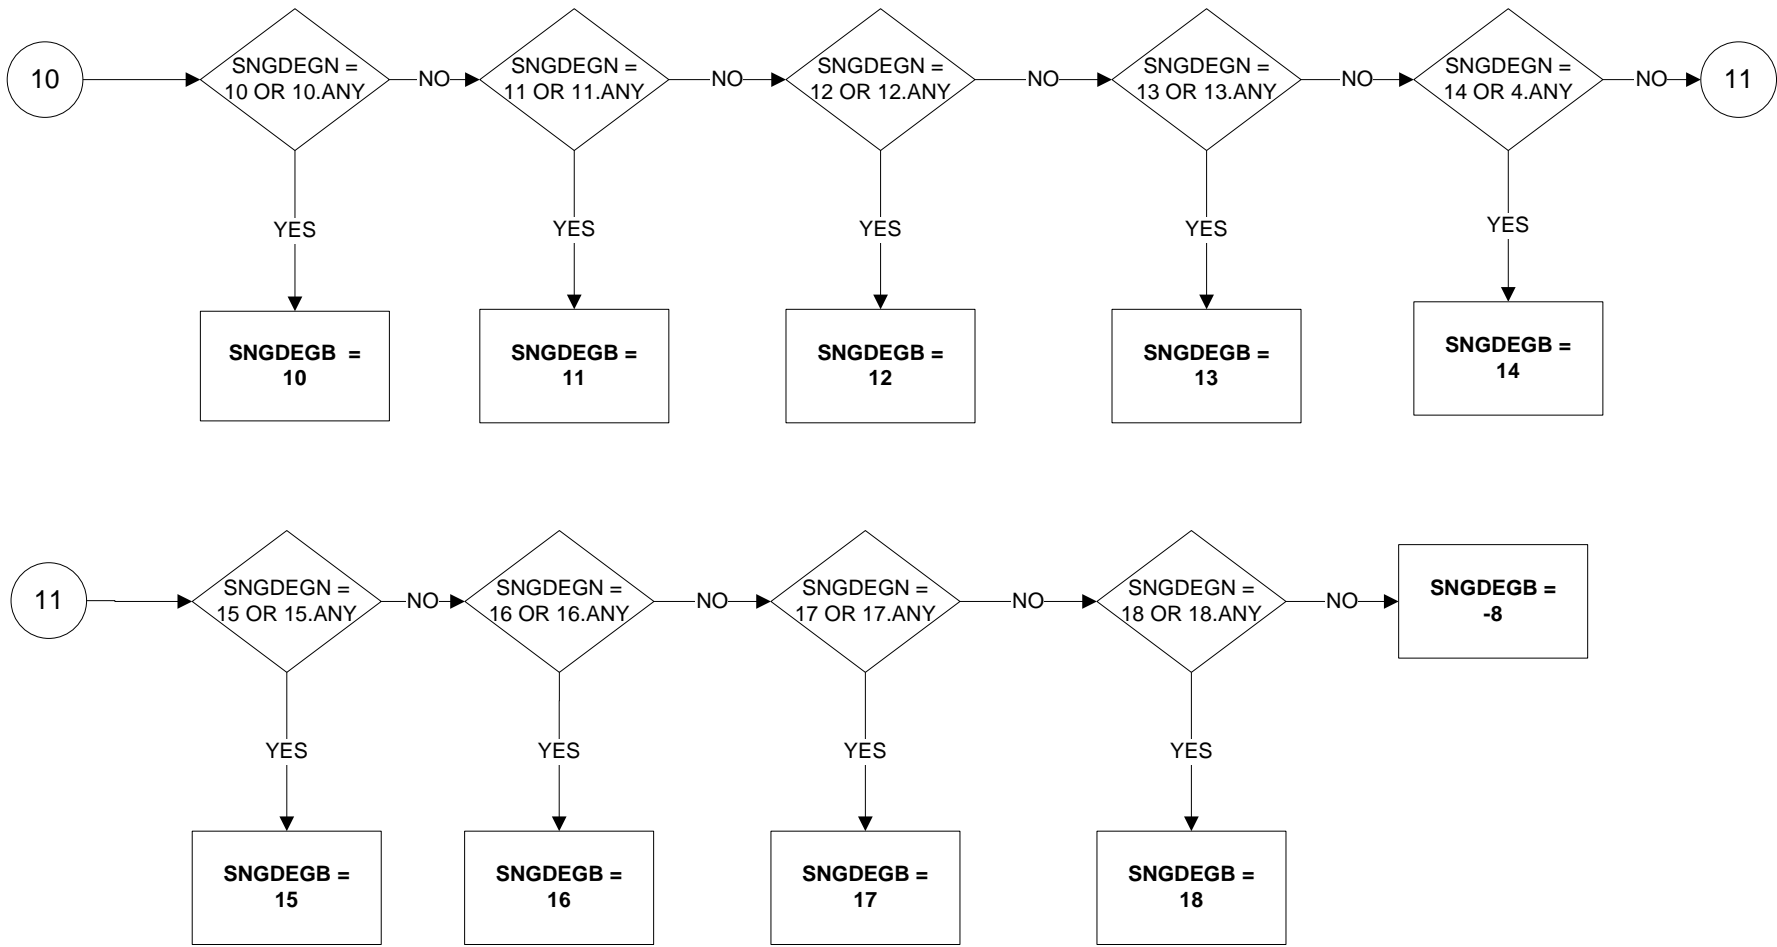 10
SNGDEGN =
10 OR 10.ANY
NO
SNGDEGN =
11 OR 11.ANY
NO
SNGDEGN =
12 OR 12.ANY
NO
SNGDEGN =
13 OR 13.ANY
NO
SNGDEGN =
14 OR 4.ANY
NO
11
YES
YES
YES
YES
YES
SNGDEGB =
10
SNGDEGB =
11
SNGDEGB =
12
SNGDEGB =
13
SNGDEGB =
14
11
SNGDEGN =
15 OR 15.ANY
NO
SNGDEGN =
16 OR 16.ANY
NO
SNGDEGN =
17 OR 17.ANY
NO
SNGDEGN =
18 OR 18.ANY
NO
SNGDEGB =
-8
YES
YES
YES
YES
SNGDEGB =
15
SNGDEGB =
16
SNGDEGB =
17
SNGDEGB =
18